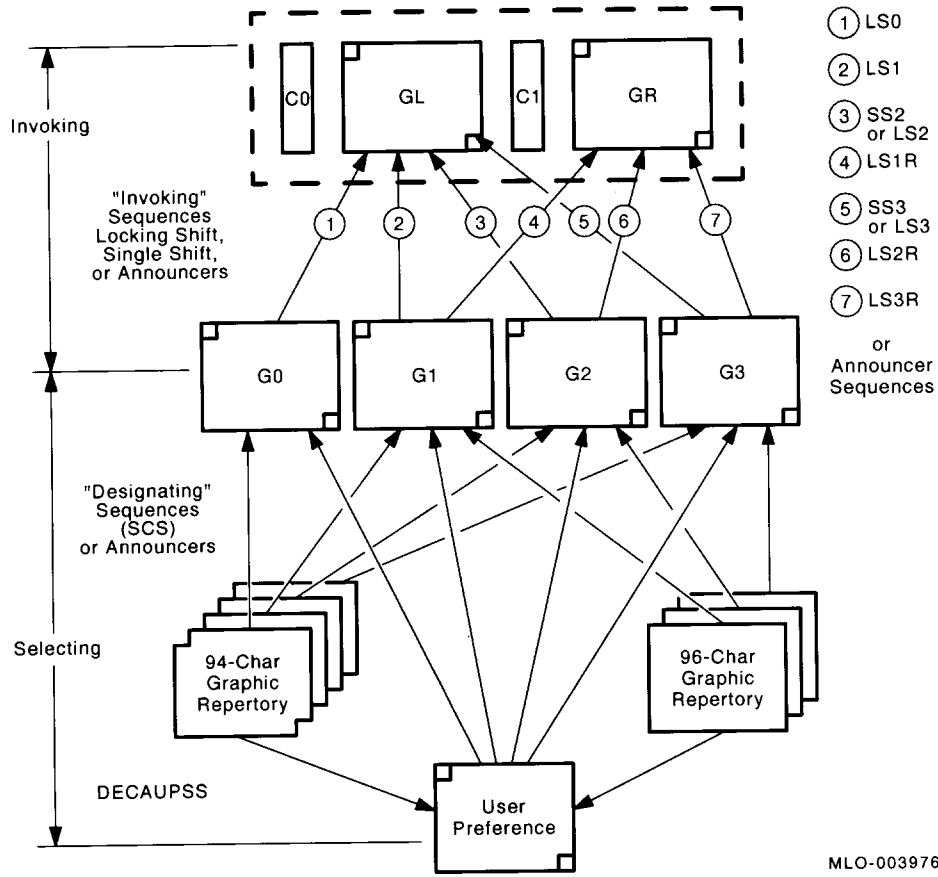 C0
GL
C1
GR
1 LS0
2 LS1
3 SS2
or LS2
4 LS1R
5 SS3
or LS3
6 LS2R
7 LS3R
or
Announcer
Sequences
Invoking
"Invoking"
Sequences
Locking Shift,
Single Shift,
or Announcers
1
2
3
4
5
6
7
G0
G1
G2
G3
"Designating"
Sequences
(SCS)
or Announcers
Selecting
94-Char
Graphic
Repertory
96-Char
Graphic
Repertory
DECAUPSS
User
Preference
MLO-003976